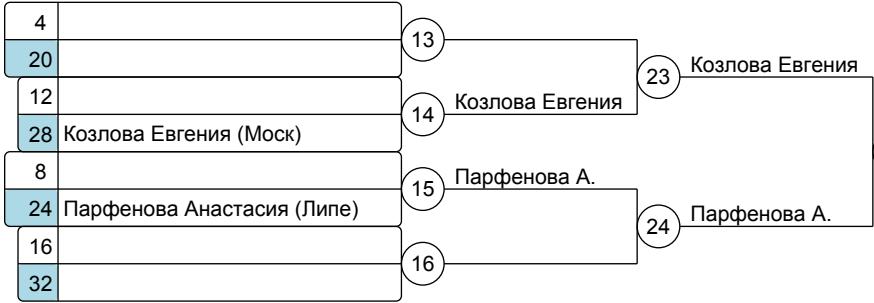 4
20
13
12
28 Козлова Евгения (Моск)
14
Козлова Евгения
23
Козлова Евгения
8
24 Парфенова Анастасия (Липе)
15
Парфенова А.
16
32
16
24
Парфенова А.